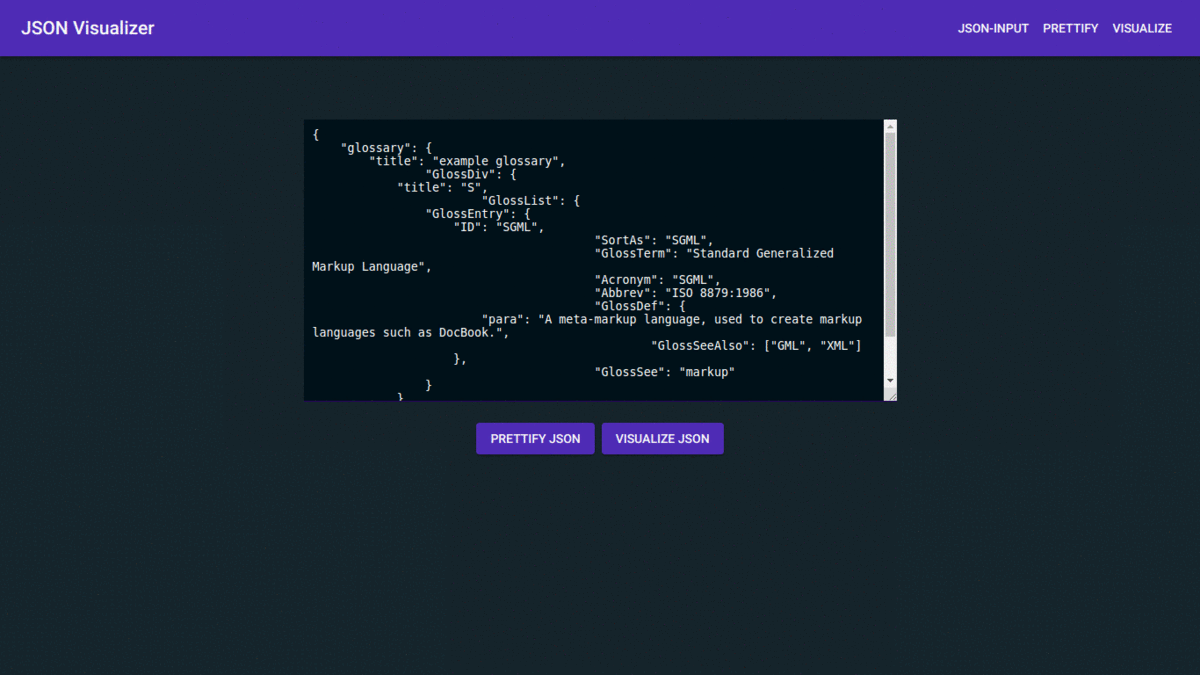 JSON Visualizer
JSON-INPUT PRETTIFY VISUALIZE
{
    "glossary": {
        "title": "example glossary",
                "GlossDiv": {
            "title": "S",
                        "GlossList": {
                "GlossEntry": {
                    "ID": "SGML",
                                        "SortAs": "SGML",
                                        "GlossTerm": "Standard Generalized
Markup Language",
                                        "Acronym": "SGML",
                                        "Abbrev": "ISO 8879:1986",
                                        "GlossDef": {
                        "para": "A meta-markup language, used to create markup
languages such as DocBook.",
                                                "GlossSeeAlso": ["GML", "XML"]
                    },
                                        "GlossSee": "markup"
                }
            }
PRETTIFY JSON VISUALIZE JSON